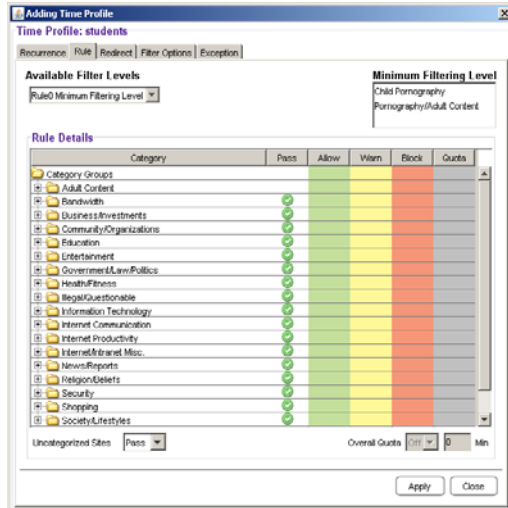 Adding Time Profile
Time Profile: students
Recurrence Rule Redirect Filter Options Exception
Available Filter Levels Minimum Filtering Level
Rule0 Minimum Filtering Level Child Pornography
Pornography/Adult Content
Rule Details
Category Pass Allow Warn Block Quota
Category Groups
Adult Content
Bandwidth
Business/Investments
Community/Organizations
Education
Entertainment
Government/Law/Politics
Health/Fitness
Illegal/Questionable
Information Technology
Internet Communication
Internet Productivity
Internet/Intranet Misc.
News/Reports
Religion/Beliefs
Security
Shopping
Society/Lifestyles
Uncategorized Sites Pass Overall Quota Off 0 Min
Apply Close